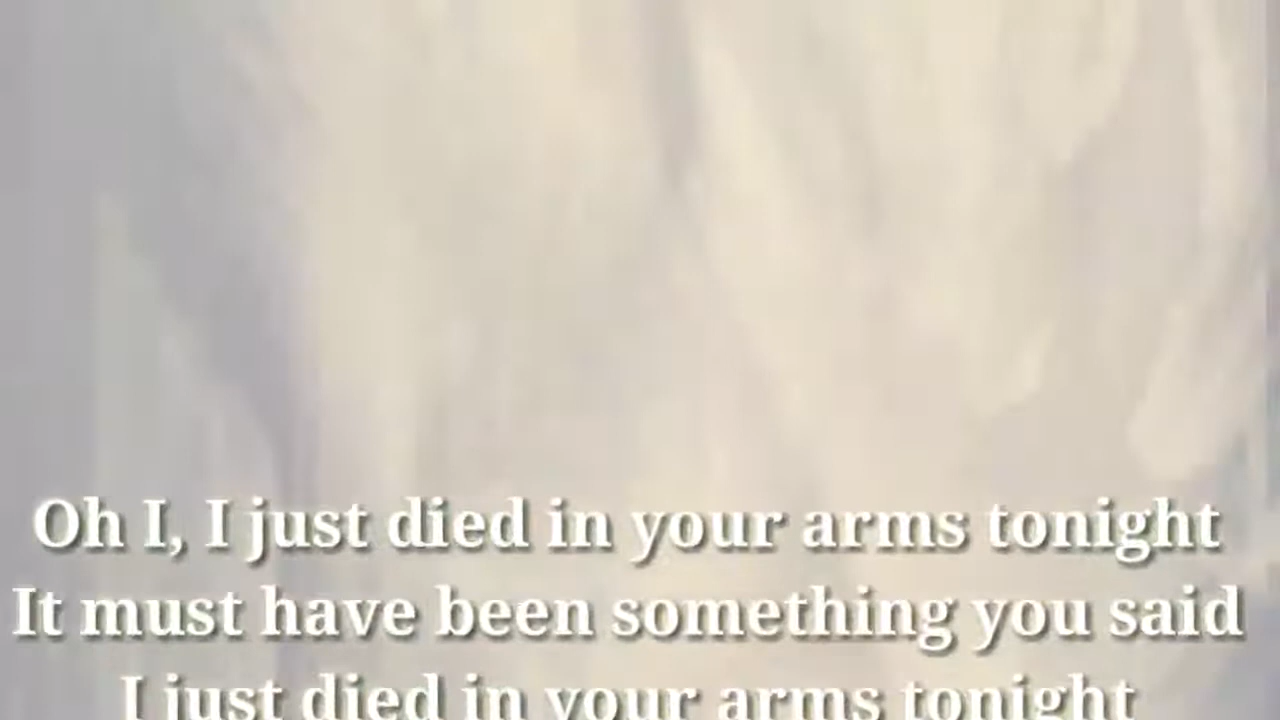 Oh I, I just died in your arms tonight
It must have been something you said
I just died in your arms tonight